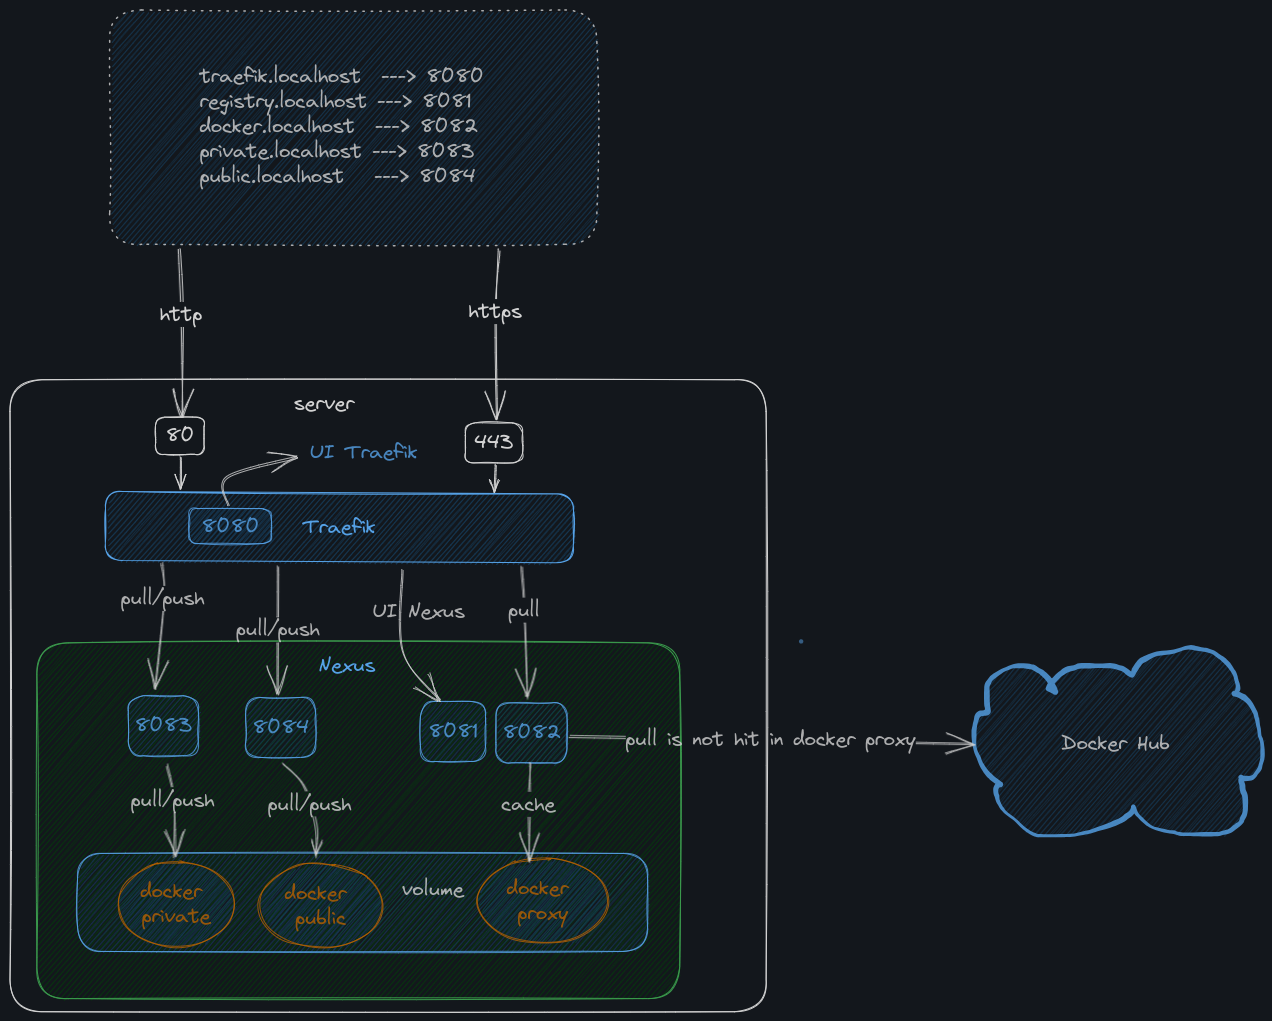 traefik.localhost ---> 8080
registry.localhost ---> 8081
docker.localhost ---> 8082
private.localhost ---> 8083
public.localhost ---> 8084
http
https
server
80
443
UI Traefik
8080
Traefik
pull/push
pull/push
UI Nexus
pull
Nexus
8083
8084
8081
8082
pull is not hit in docker proxy
Docker Hub
pull/push
pull/push
cache
docker
private
docker
public
volume
docker
proxy